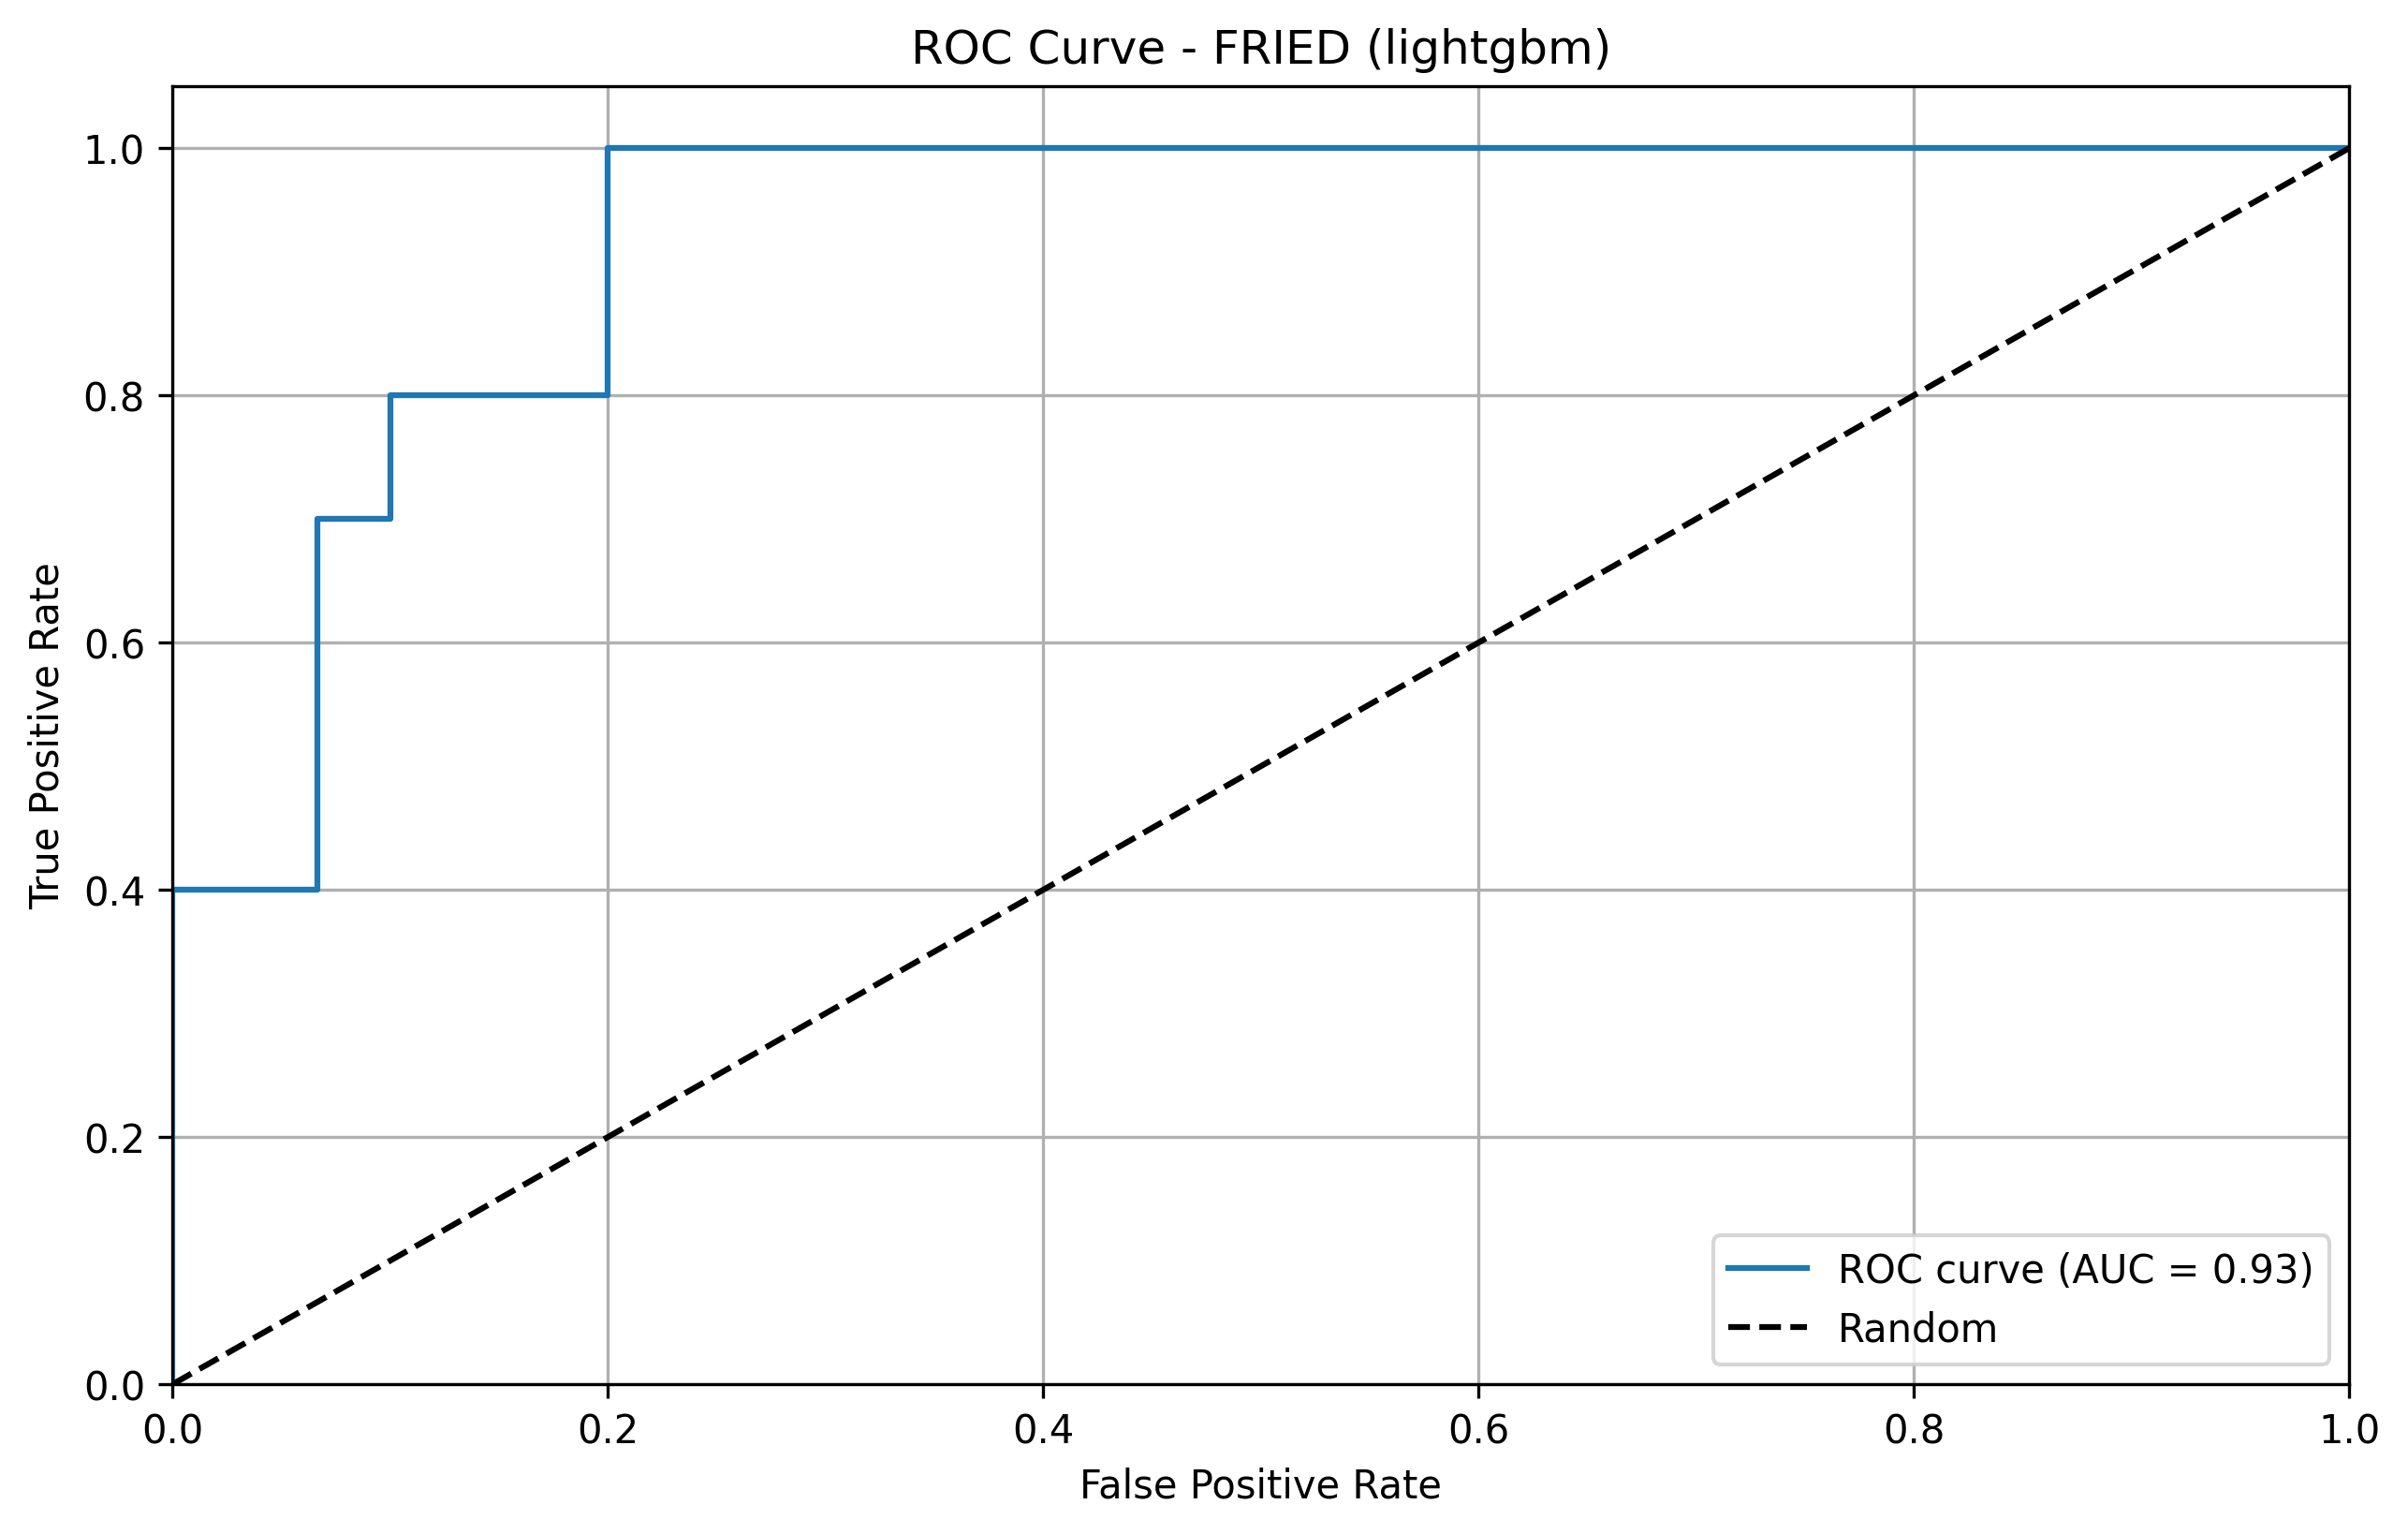 ROC Curve - FRIED (lightgbm)
1.0
0.8
0.6
0.4
0.2
0.0
True Positive Rate
0.0 0.2 0.4 0.6 0.8 1.0
False Positive Rate
ROC curve (AUC = 0.93)
Random